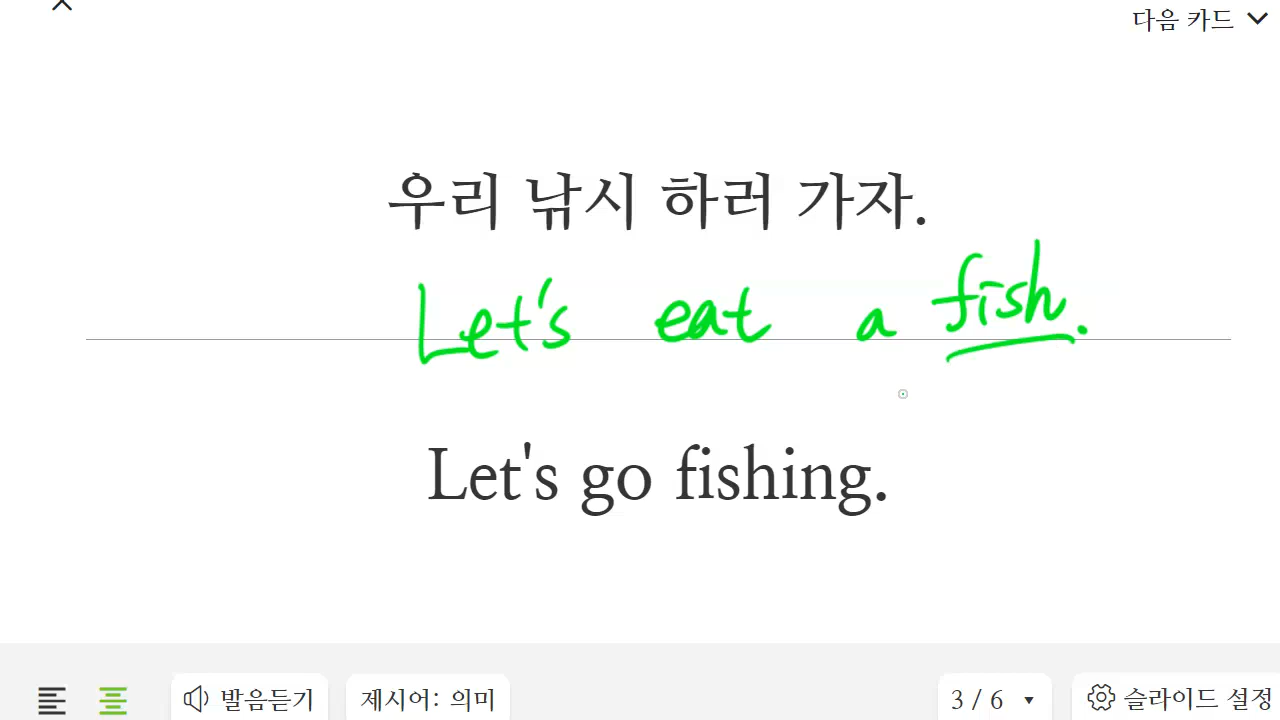 다음 카드
우리 낚시 하러 가자.
Let's eat a fish.
Let's go fishing.
발음듣기 제시어: 의미 3 / 6 슬라이드 설정